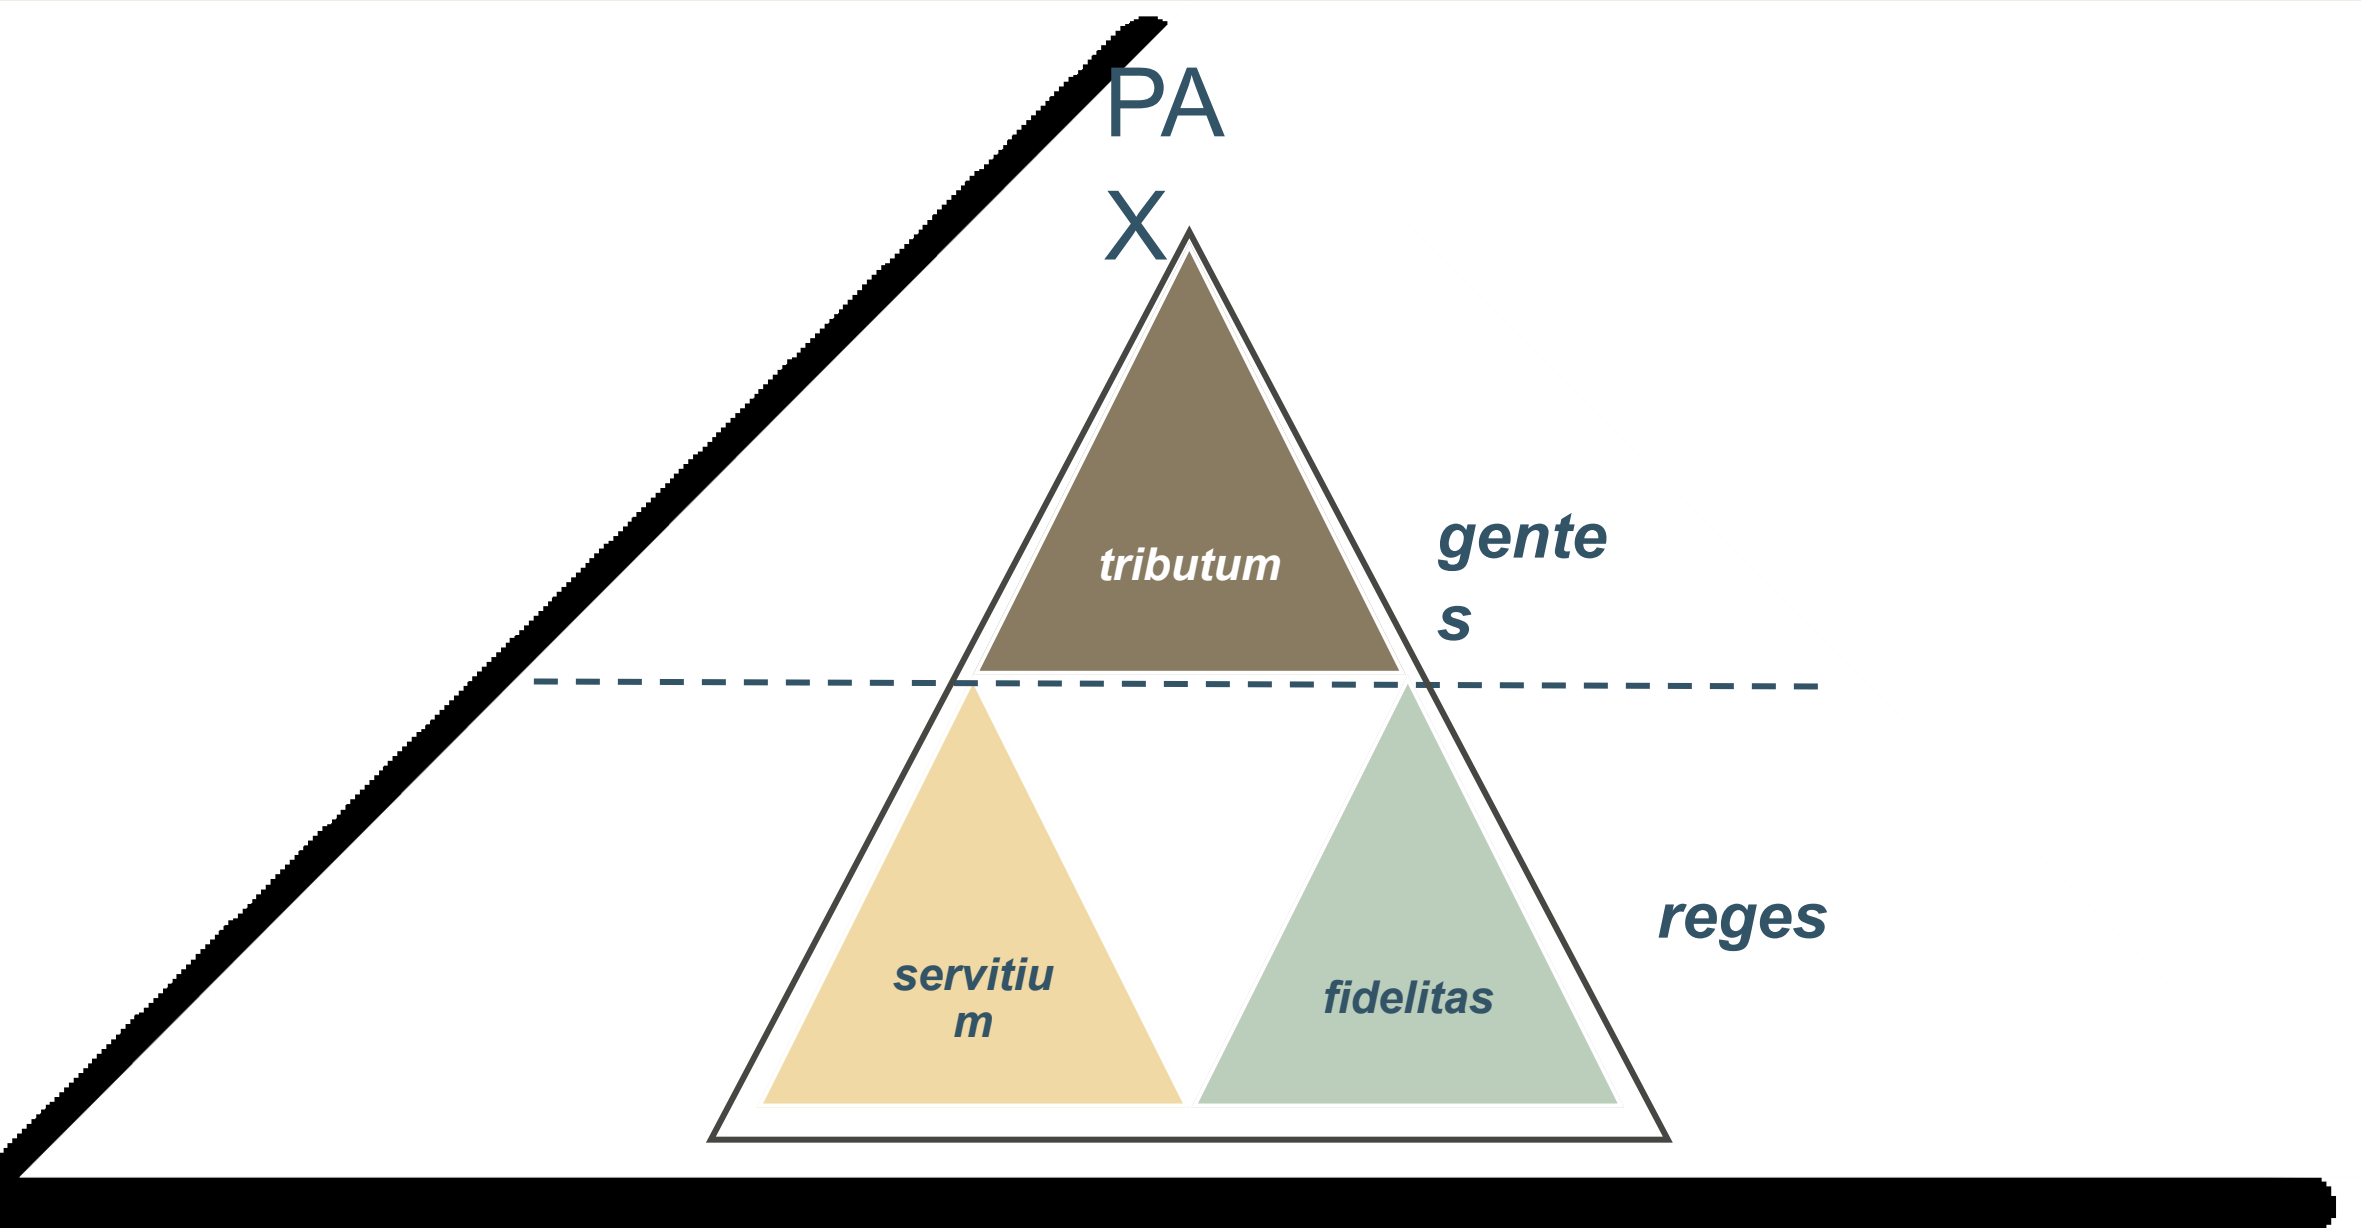 PA
X
tributum
gente
s
reges
servitiu
m
fidelitas